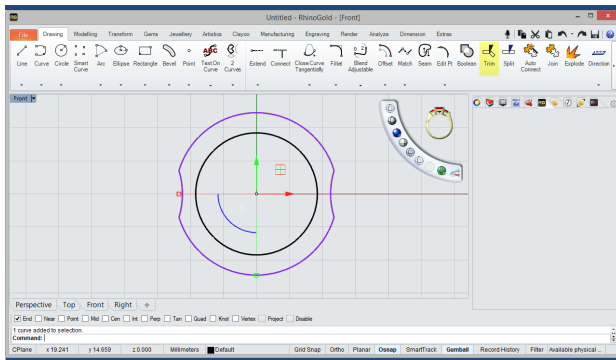 Untitled - RhinoGold - [Front]
File Drawing Modelling Transform Gems Jewellery Artistics Clayoo Manufacturing Engraving Render Analyze Dimension Extras
Line Curve Circle Smart Curve Arc Ellipse Rectangle Bevel Point Text On Curve 2 Curves Extend Connect Close Curve Tangentially Fillet Blend Adjustable Offset Match Seam Edit Pt Boolean Trim Split Auto Connect Join Explode Direction
Front
Perspective Top Front Right
End Near Point Mid Cen Int Perp Tan Quad Knot Vertex Project Disable
1 curve added to selection.
Command:
CPlane x 19.241 y 14.659 z 0.000 Millimeters Default Grid Snap Ortho Planar Osnap SmartTrack Gumball Record History Filter Available physical ...